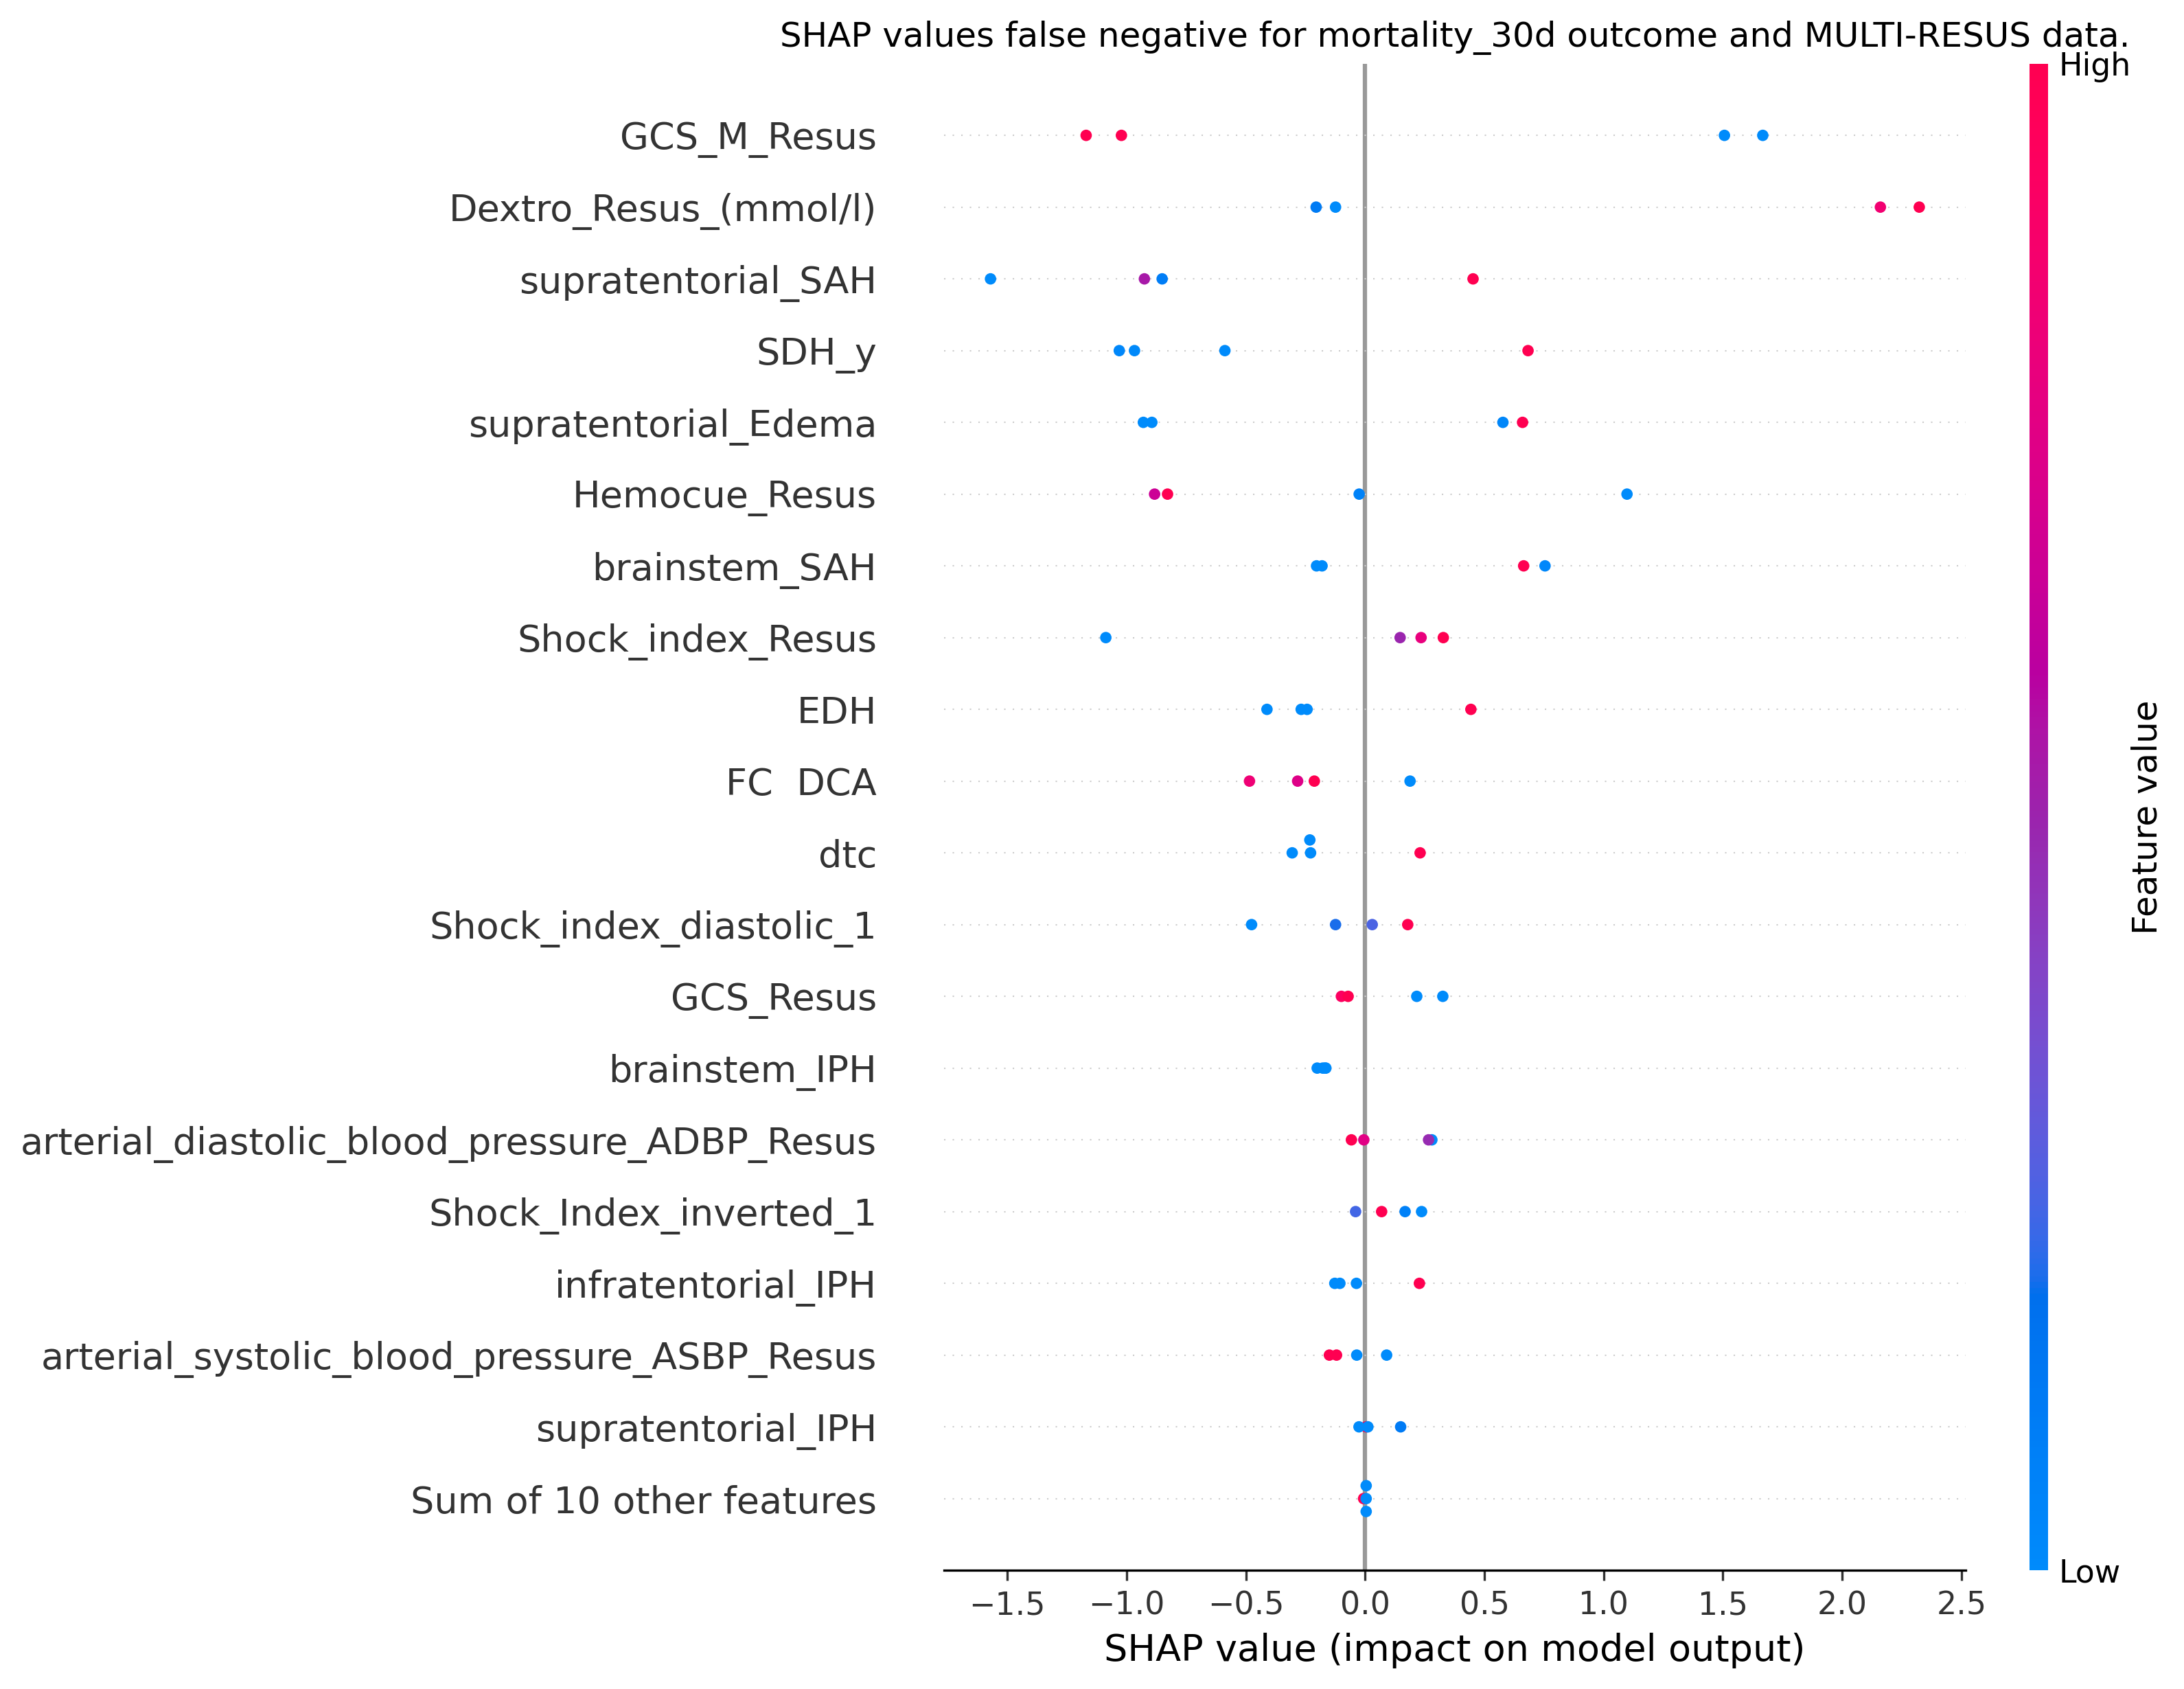 SHAP values false negative for mortality_30d outcome and MULTI-RESUS data.
High
GCS_M_Resus
Dextro_Resus_(mmol/l)
supratentorial_SAH
SDH_y
supratentorial_Edema
Hemocue_Resus
brainstem_SAH
Shock_index_Resus
EDH
FC  DCA
dtc
Shock_index_diastolic_1
GCS_Resus
brainstem_IPH
arterial_diastolic_blood_pressure_ADBP_Resus
Shock_Index_inverted_1
infratentorial_IPH
arterial_systolic_blood_pressure_ASBP_Resus
supratentorial_IPH
Sum of 10 other features
Feature value
Low
−1.5 −1.0 −0.5 0.0 0.5 1.0 1.5 2.0 2.5
SHAP value (impact on model output)